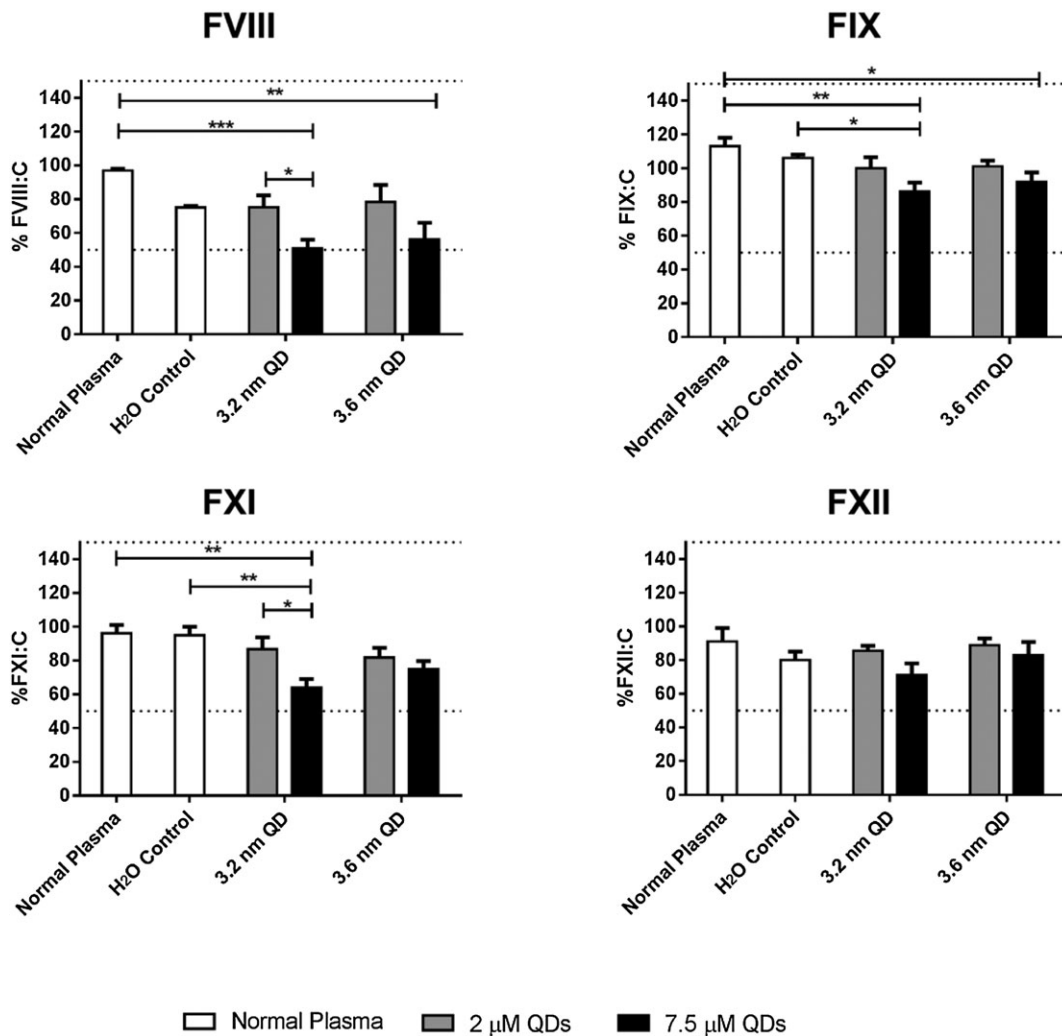 FVIII
% FVIII:C
140
120
100
80
60
40
20
0
**
***
*
Normal Plasma
H₂O Control
3.2 nm QD
3.6 nm QD
FIX
% FIX:C
140
120
100
80
60
40
20
0
*
**
*
Normal Plasma
H₂O Control
3.2 nm QD
3.6 nm QD
FXI
%FXI:C
140
120
100
80
60
40
20
0
**
**
*
Normal Plasma
H₂O Control
3.2 nm QD
3.6 nm QD
FXII
%FXII:C
140
120
100
80
60
40
20
0
Normal Plasma
H₂O Control
3.2 nm QD
3.6 nm QD
Normal Plasma 2 μM QDs 7.5 μM QDs